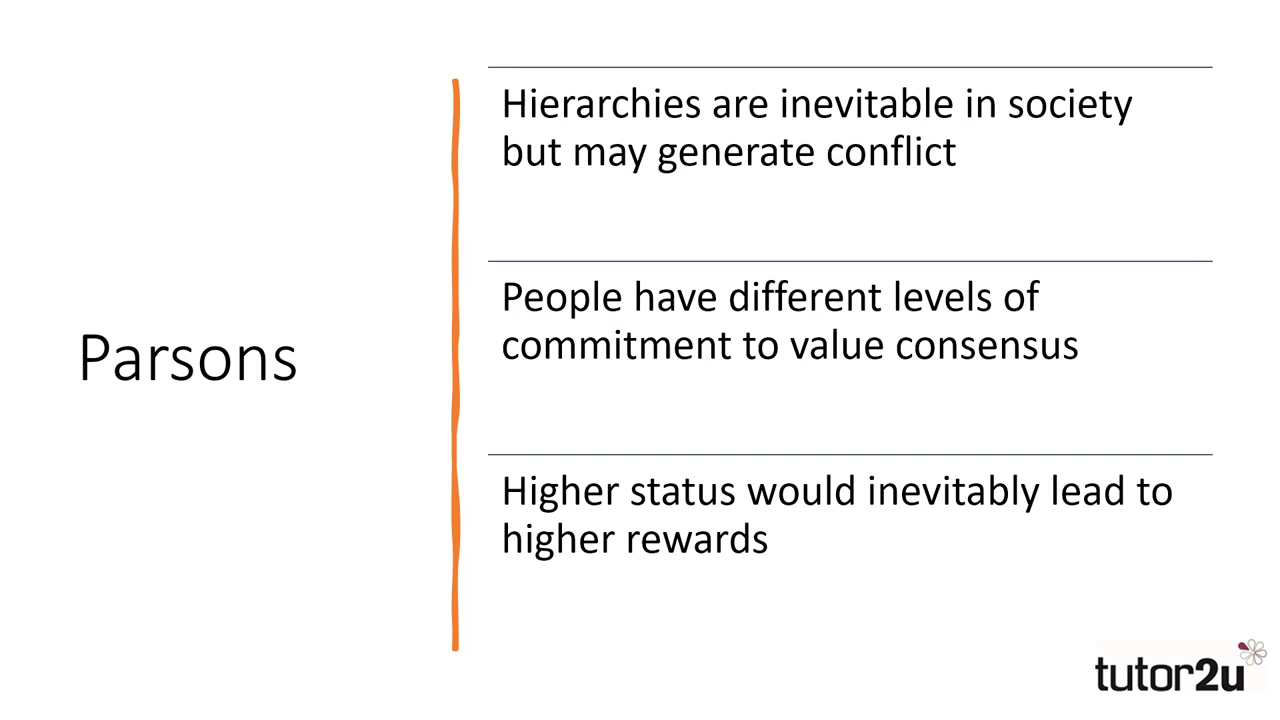 Parsons
Hierarchies are inevitable in society
but may generate conflict
People have different levels of
commitment to value consensus
Higher status would inevitably lead to
higher rewards
tutor2u